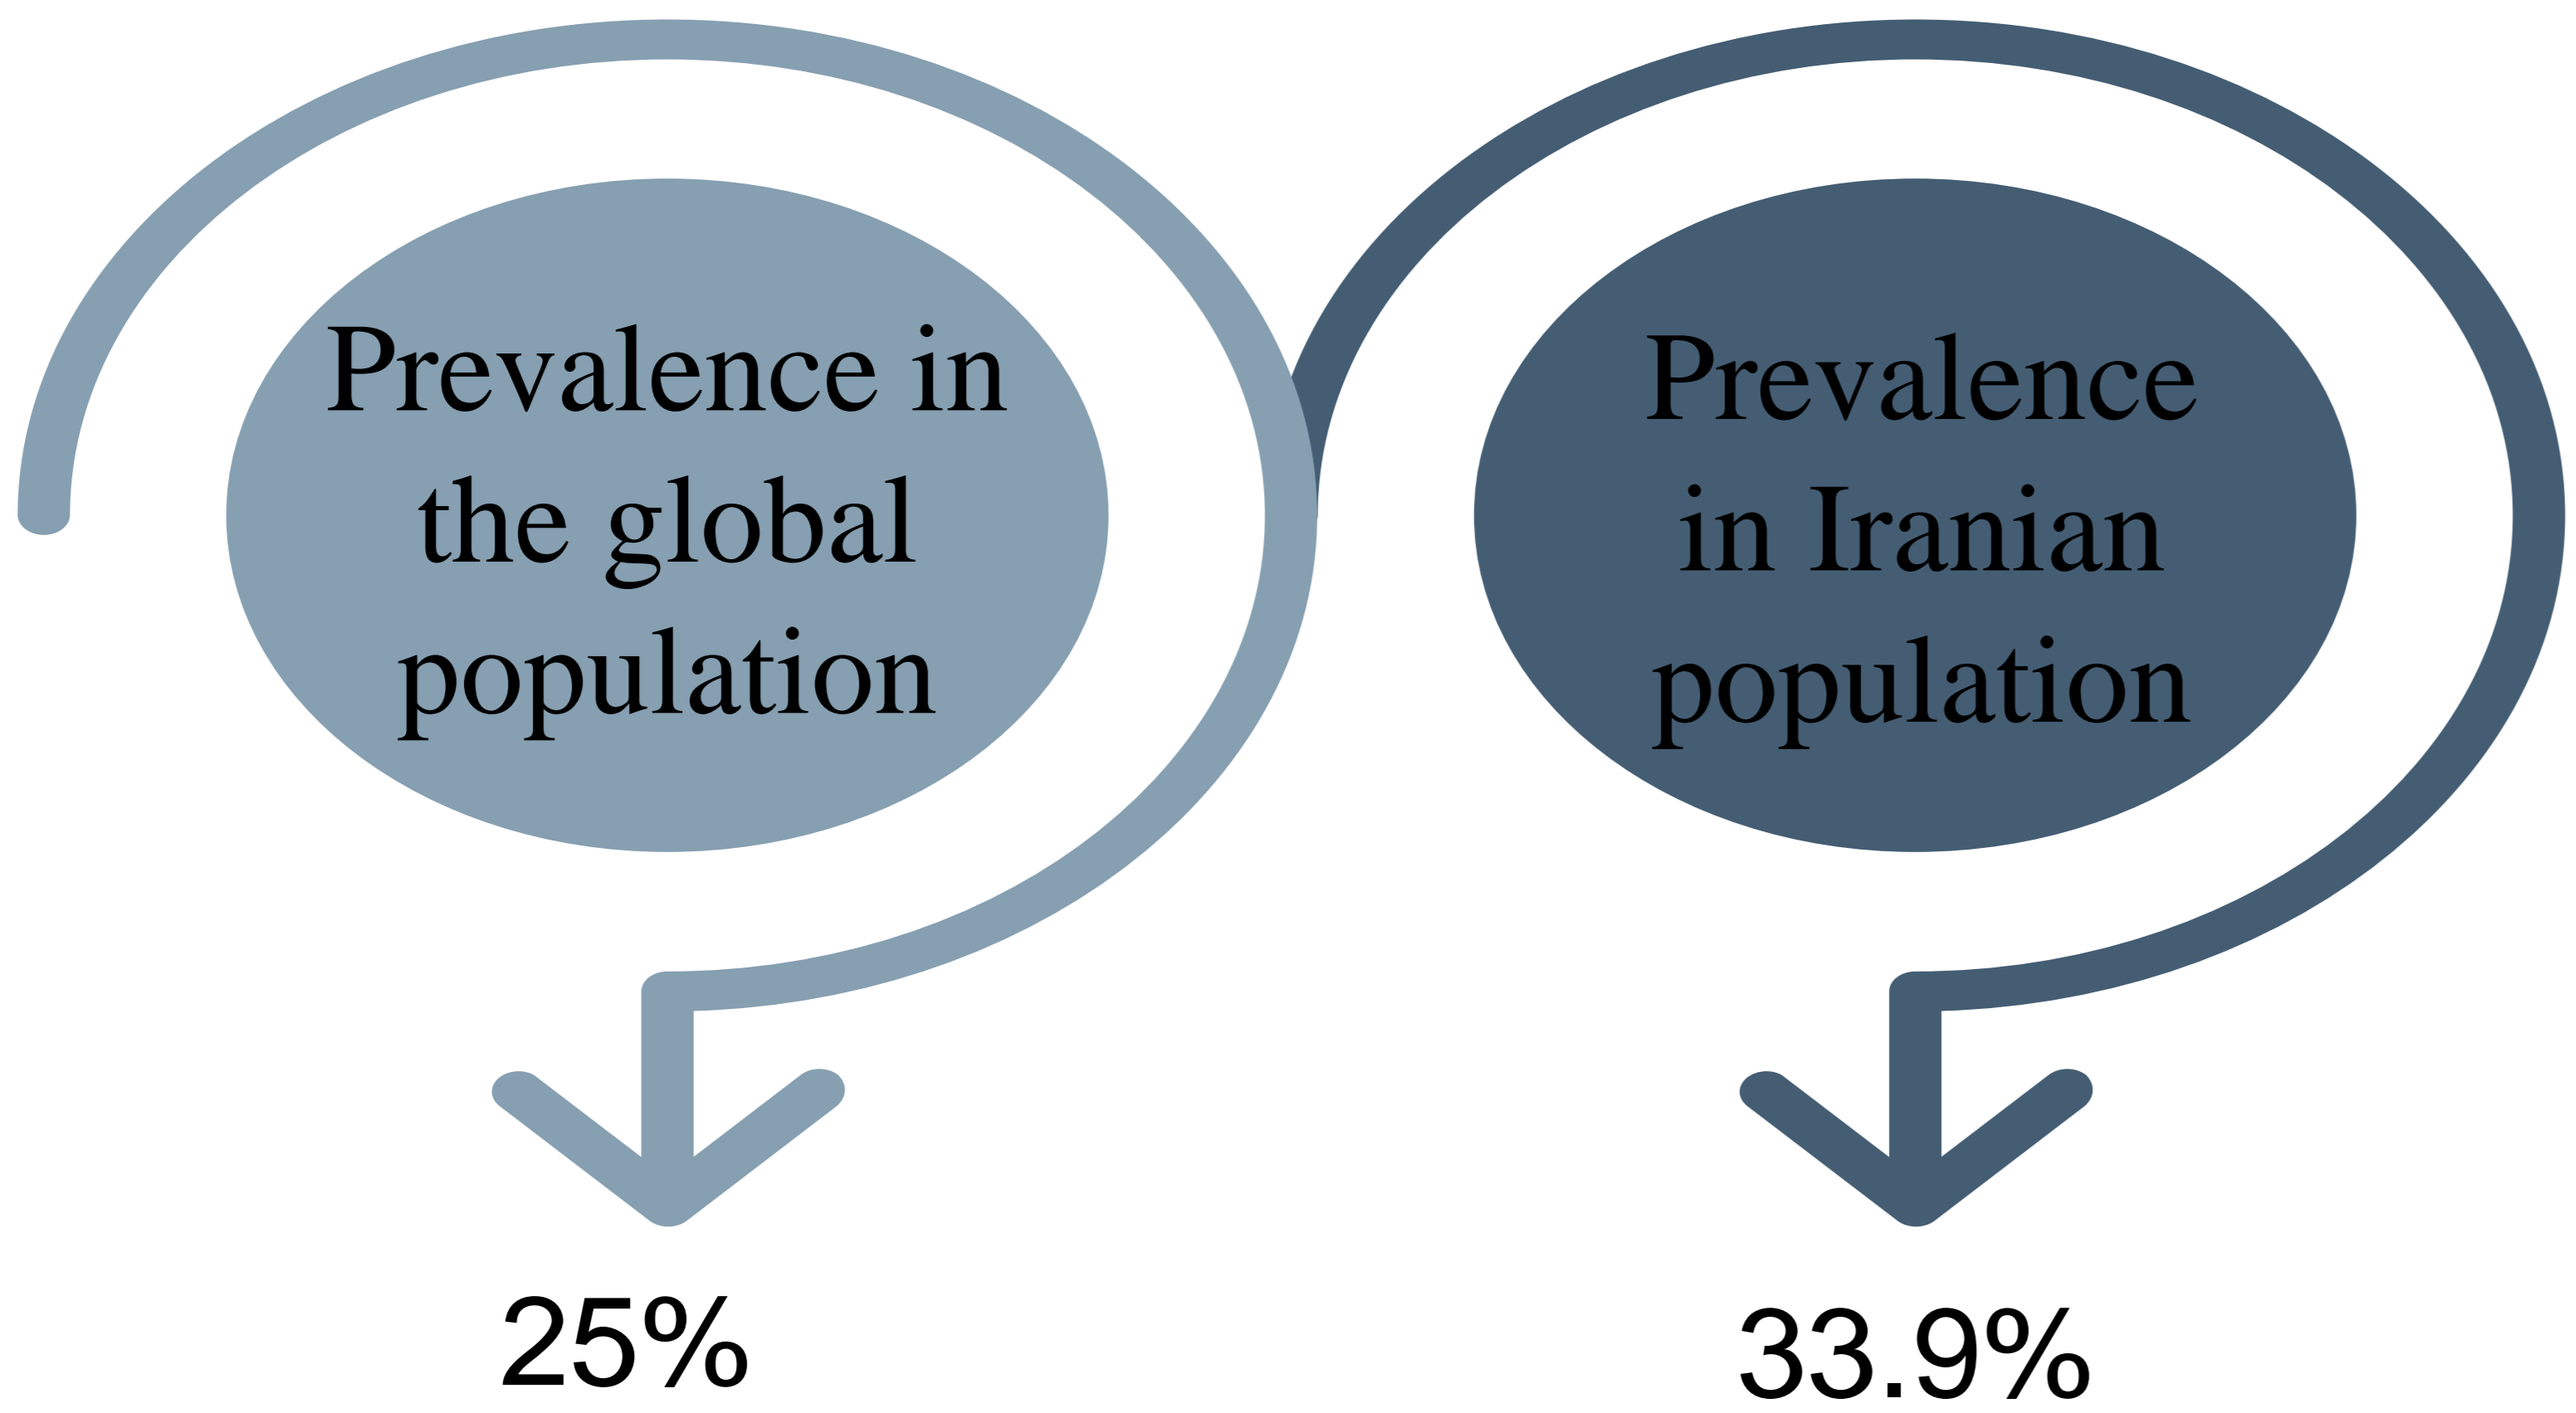 Prevalence in
the global
population
Prevalence
in Iranian
population
25%
33.9%